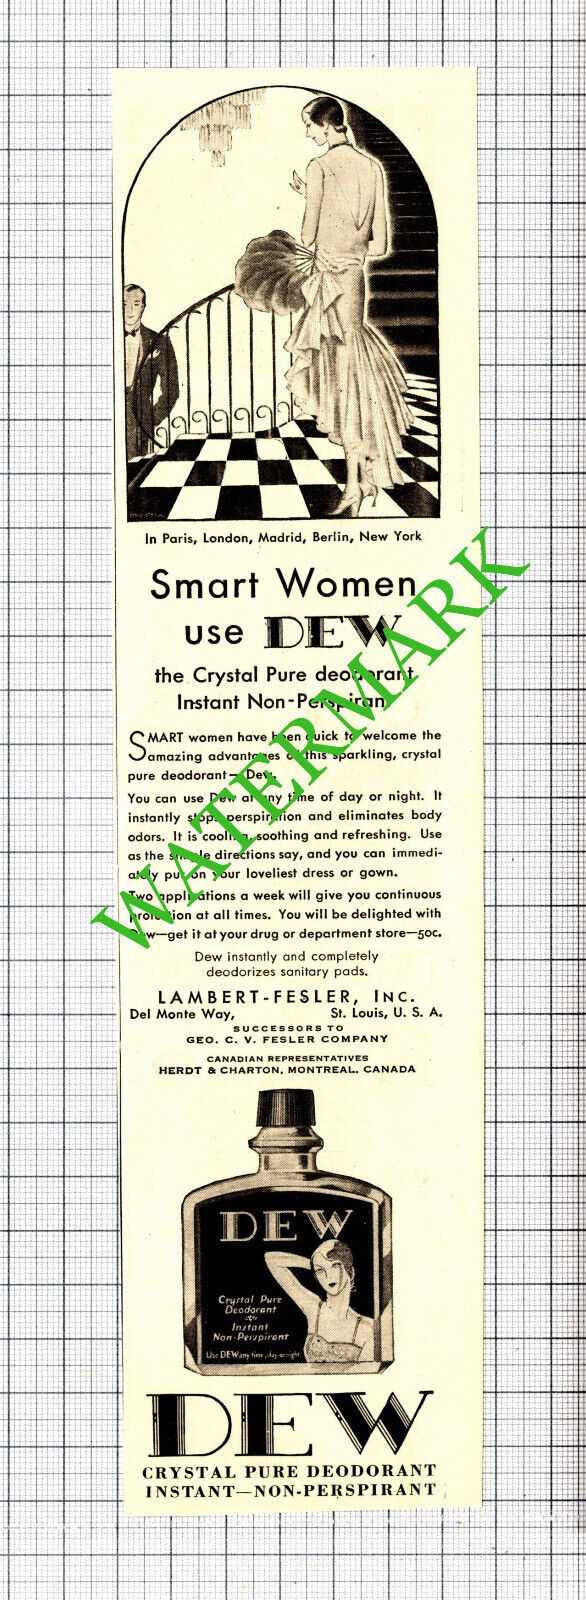 In Paris, London, Madrid, Berlin, New York
Smart Women
use DEW
the Crystal Pure deodorant
Instant Non-Perspirant
SMART women have been quick to welcome the
amazing advantages of this sparkling, crystal
pure deodorant—Dew.
You can use Dew at any time of day or night. It
instantly stops perspiration and eliminates body
odors. It is cooling, soothing and refreshing. Use
as the simple directions say, and you can immedi-
ately put on your loveliest dress or gown.
Two applications a week will give you continuous
protection at all times. You will be delighted with
Dew—get it at your drug or department store—50c.
Dew instantly and completely
deodorizes sanitary pads.
LAMBERT-FESLER, INC.
Del Monte Way, St. Louis, U. S. A.
SUCCESSORS TO
GEO. C. V. FESLER COMPANY
CANADIAN REPRESENTATIVES
HERDT & CHARTON, MONTREAL, CANADA
DEW
Crystal Pure
Deodorant
Instant
Non-Perspirant
Use DEW any time, day or night
DEW
CRYSTAL PURE DEODORANT
INSTANT—NON-PERSPIRANT
WATERMARK